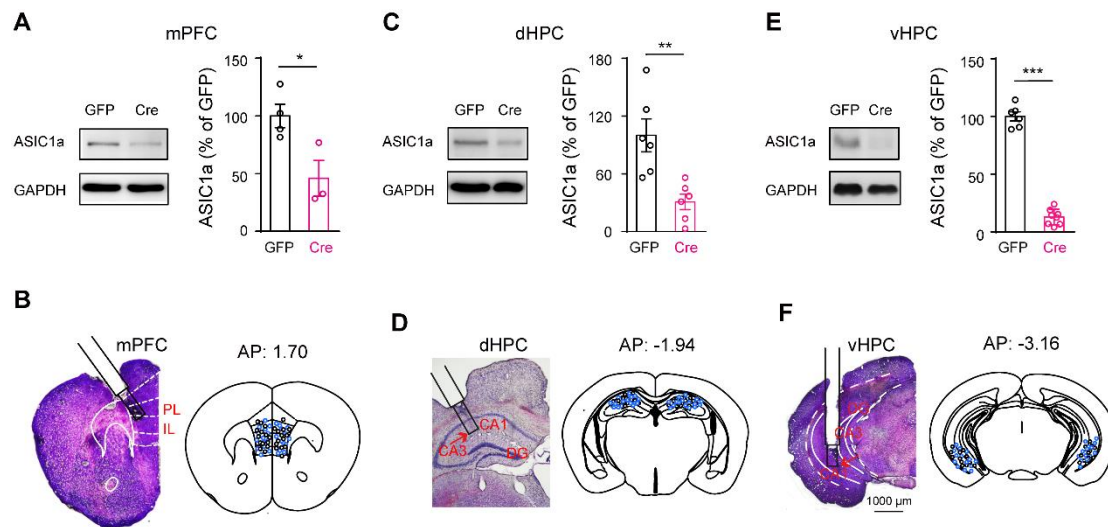 A
mPFC
ASIC1a
GAPDH
GFP Cre
ASIC1a (% of GFP)
150
100
50
0
*
GFP Cre
C
dHPC
ASIC1a
GAPDH
GFP Cre
ASIC1a (% of GFP)
180
120
60
0
**
GFP Cre
E
vHPC
ASIC1a
GAPDH
GFP Cre
ASIC1a (% of GFP)
150
100
50
0
***
GFP Cre
B
mPFC
PL
IL
AP: 1.70
D
dHPC
CA1
CA3
DG
AP: -1.94
F
vHPC
CA3
1000 µm
AP: -3.16